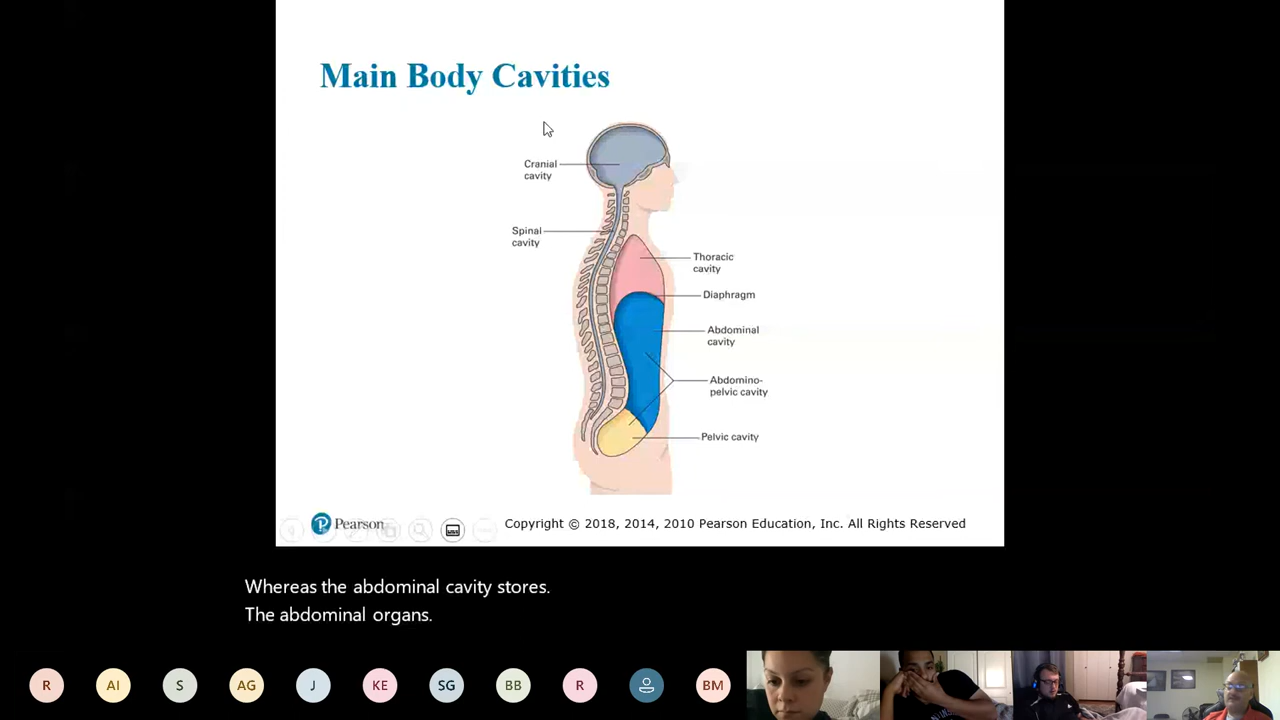 Main Body Cavities
Cranial
cavity
Spinal
cavity
Thoracic
cavity
Diaphragm
Abdominal
cavity
Abdomino-
pelvic cavity
Pelvic cavity
Pearson
Copyright © 2018, 2014, 2010 Pearson Education, Inc. All Rights Reserved
Whereas the abdominal cavity stores.
The abdominal organs.
R AI S AG J KE SG BB R BM